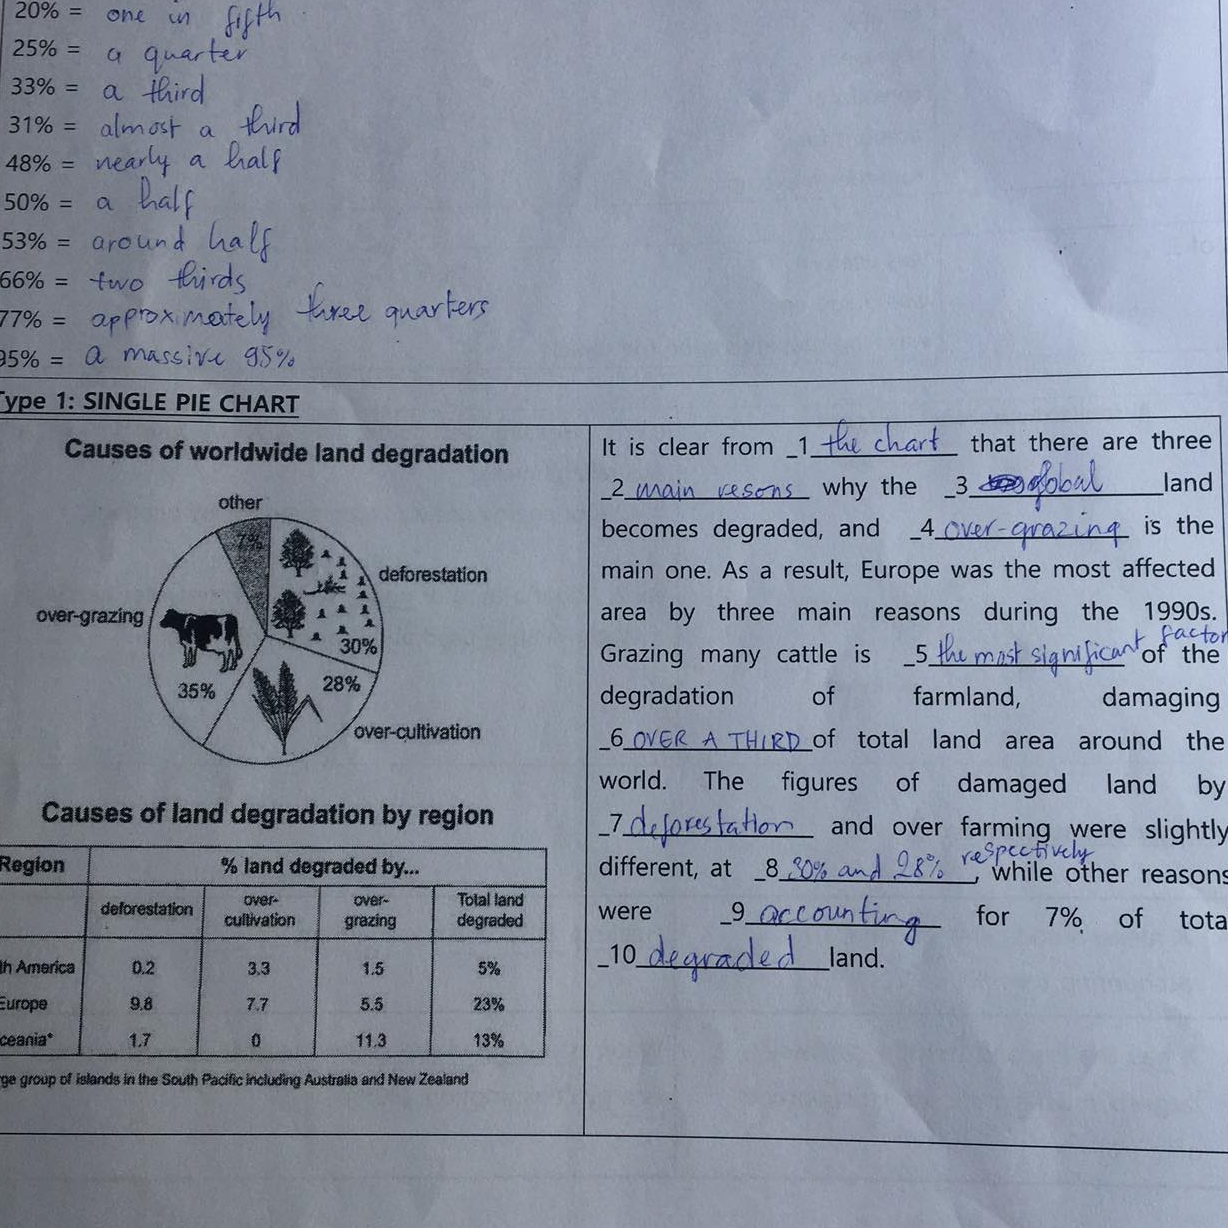 20% = one in fifth
25% = a quarter
33% = a third
31% = almost a third
48% = nearly a half
50% = a half
53% = around half
66% = two thirds
77% = approximately three quarters
95% = a massive 95%
Type 1: SINGLE PIE CHART
Causes of worldwide land degradation
other
7%
deforestation
over-grazing
30%
28%
35%
over-cultivation
Causes of land degradation by region
Region % land degraded by...
deforestation over-cultivation over-grazing Total land degraded
th America 0.2 3.3 1.5 5%
Europe 9.8 7.7 5.5 23%
ceania* 1.7 0 11.3 13%
ge group of islands in the South Pacific including Australia and New Zealand
It is clear from _1 the chart that there are three
_2 main resons why the _3 global land
becomes degraded, and _4 over-grazing is the
main one. As a result, Europe was the most affected
area by three main reasons during the 1990s.
Grazing many cattle is _5 the most significant factor of the
degradation of farmland, damaging
_6 OVER A THIRD of total land area around the
world. The figures of damaged land by
_7 deforestation and over farming were slightly
different, at _8 30% and 28% respectively, while other reasons
were _9 accounting for 7% of tota
_10 degraded land.